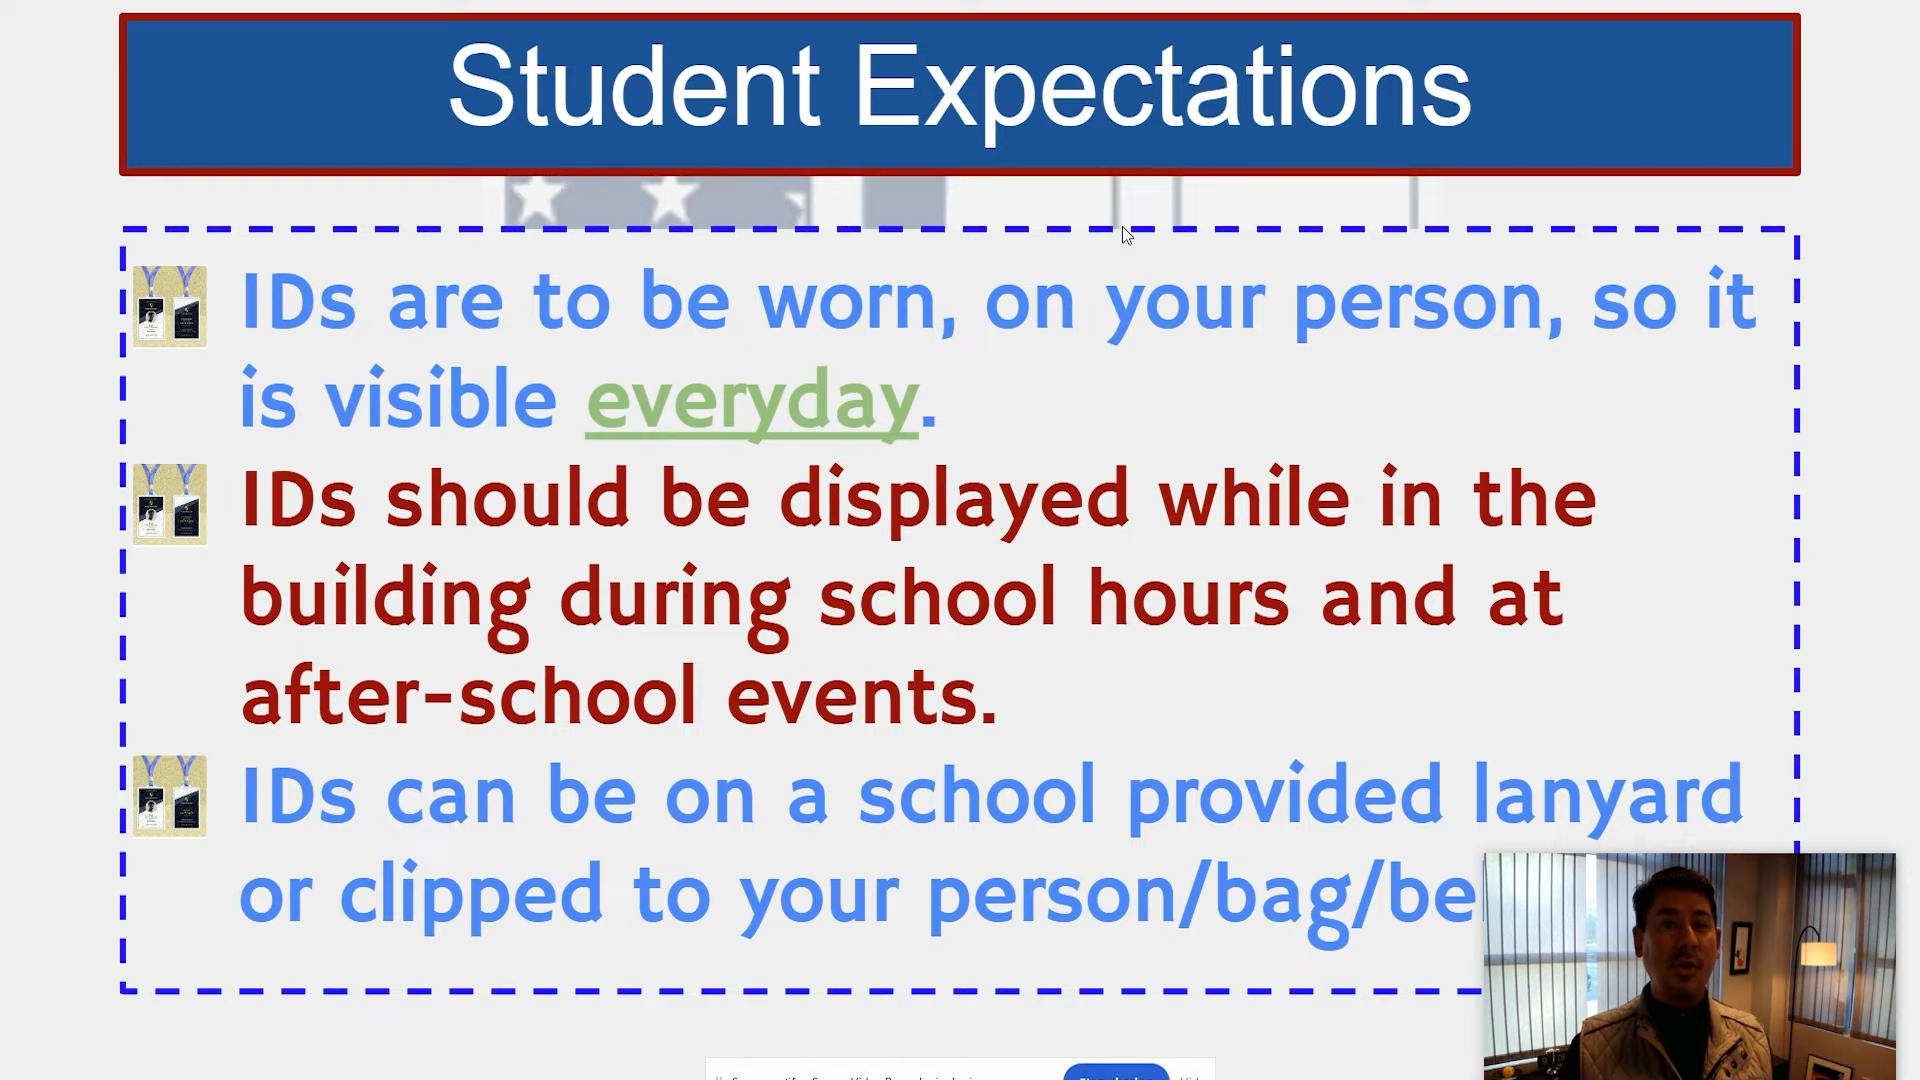 Student Expectations
IDs are to be worn, on your person, so it
is visible everyday.
IDs should be displayed while in the
building during school hours and at
after-school events.
IDs can be on a school provided lanyard
or clipped to your person/bag/be